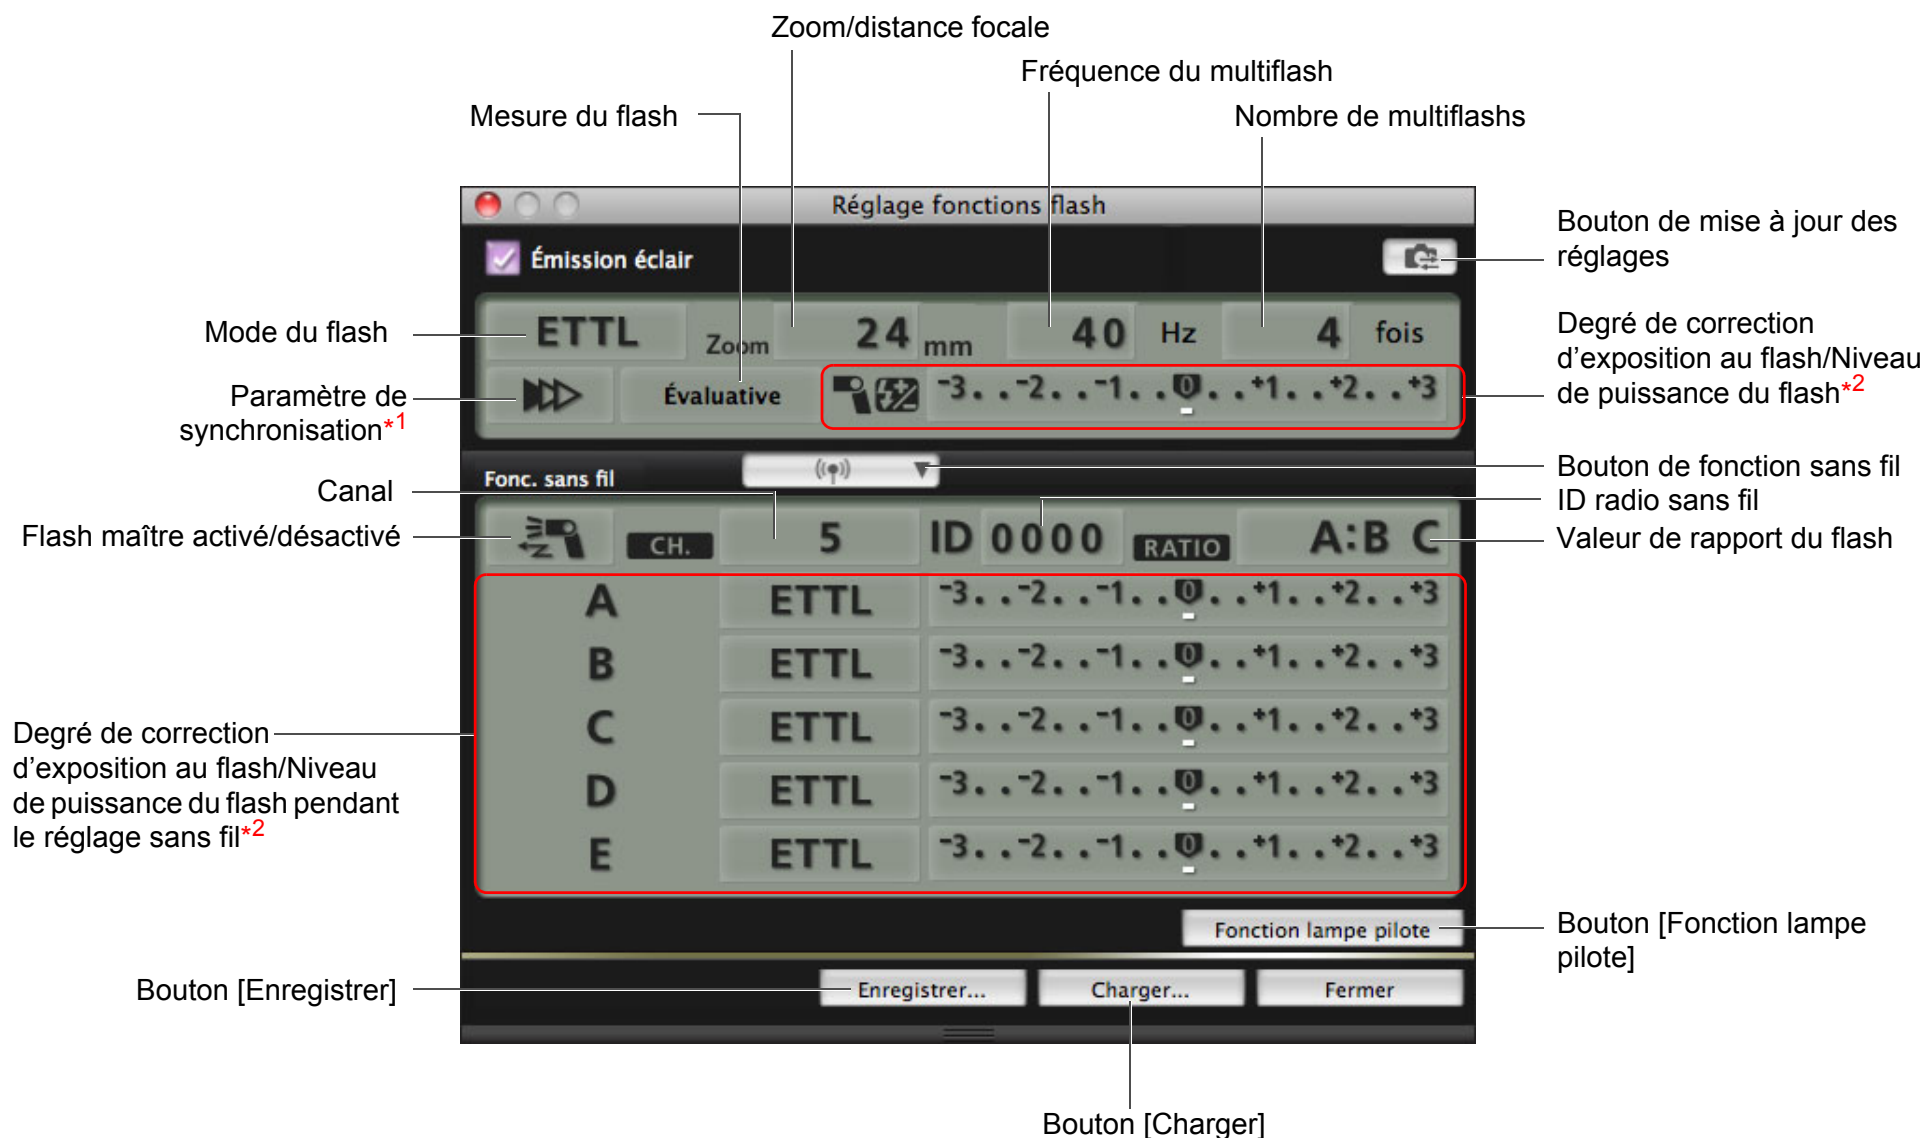 Zoom/distance focale
Fréquence du multiflash
Mesure du flash
Nombre de multiflashs
Réglage fonctions flash
Émission éclair
Bouton de mise à jour des
réglages
Mode du flash
ETTL Zoom 24 mm 40 Hz 4 fois
Degré de correction
d'exposition au flash/Niveau
de puissance du flash*2
Paramètre de
synchronisation*1
Évaluative -3. . -2. . -1. . 0. . +1. . +2. . +3
Fonc. sans fil
Bouton de fonction sans fil
Canal
ID radio sans fil
Flash maître activé/désactivé
CH. 5 ID 0000 RATIO A:B C
Valeur de rapport du flash
A ETTL -3. . -2. . -1. . 0. . +1. . +2. . +3
B ETTL -3. . -2. . -1. . 0. . +1. . +2. . +3
C ETTL -3. . -2. . -1. . 0. . +1. . +2. . +3
D ETTL -3. . -2. . -1. . 0. . +1. . +2. . +3
E ETTL -3. . -2. . -1. . 0. . +1. . +2. . +3
Degré de correction
d'exposition au flash/Niveau
de puissance du flash pendant
le réglage sans fil*2
Fonction lampe pilote
Bouton [Fonction lampe
pilote]
Bouton [Enregistrer]
Enregistrer... Charger... Fermer
Bouton [Charger]